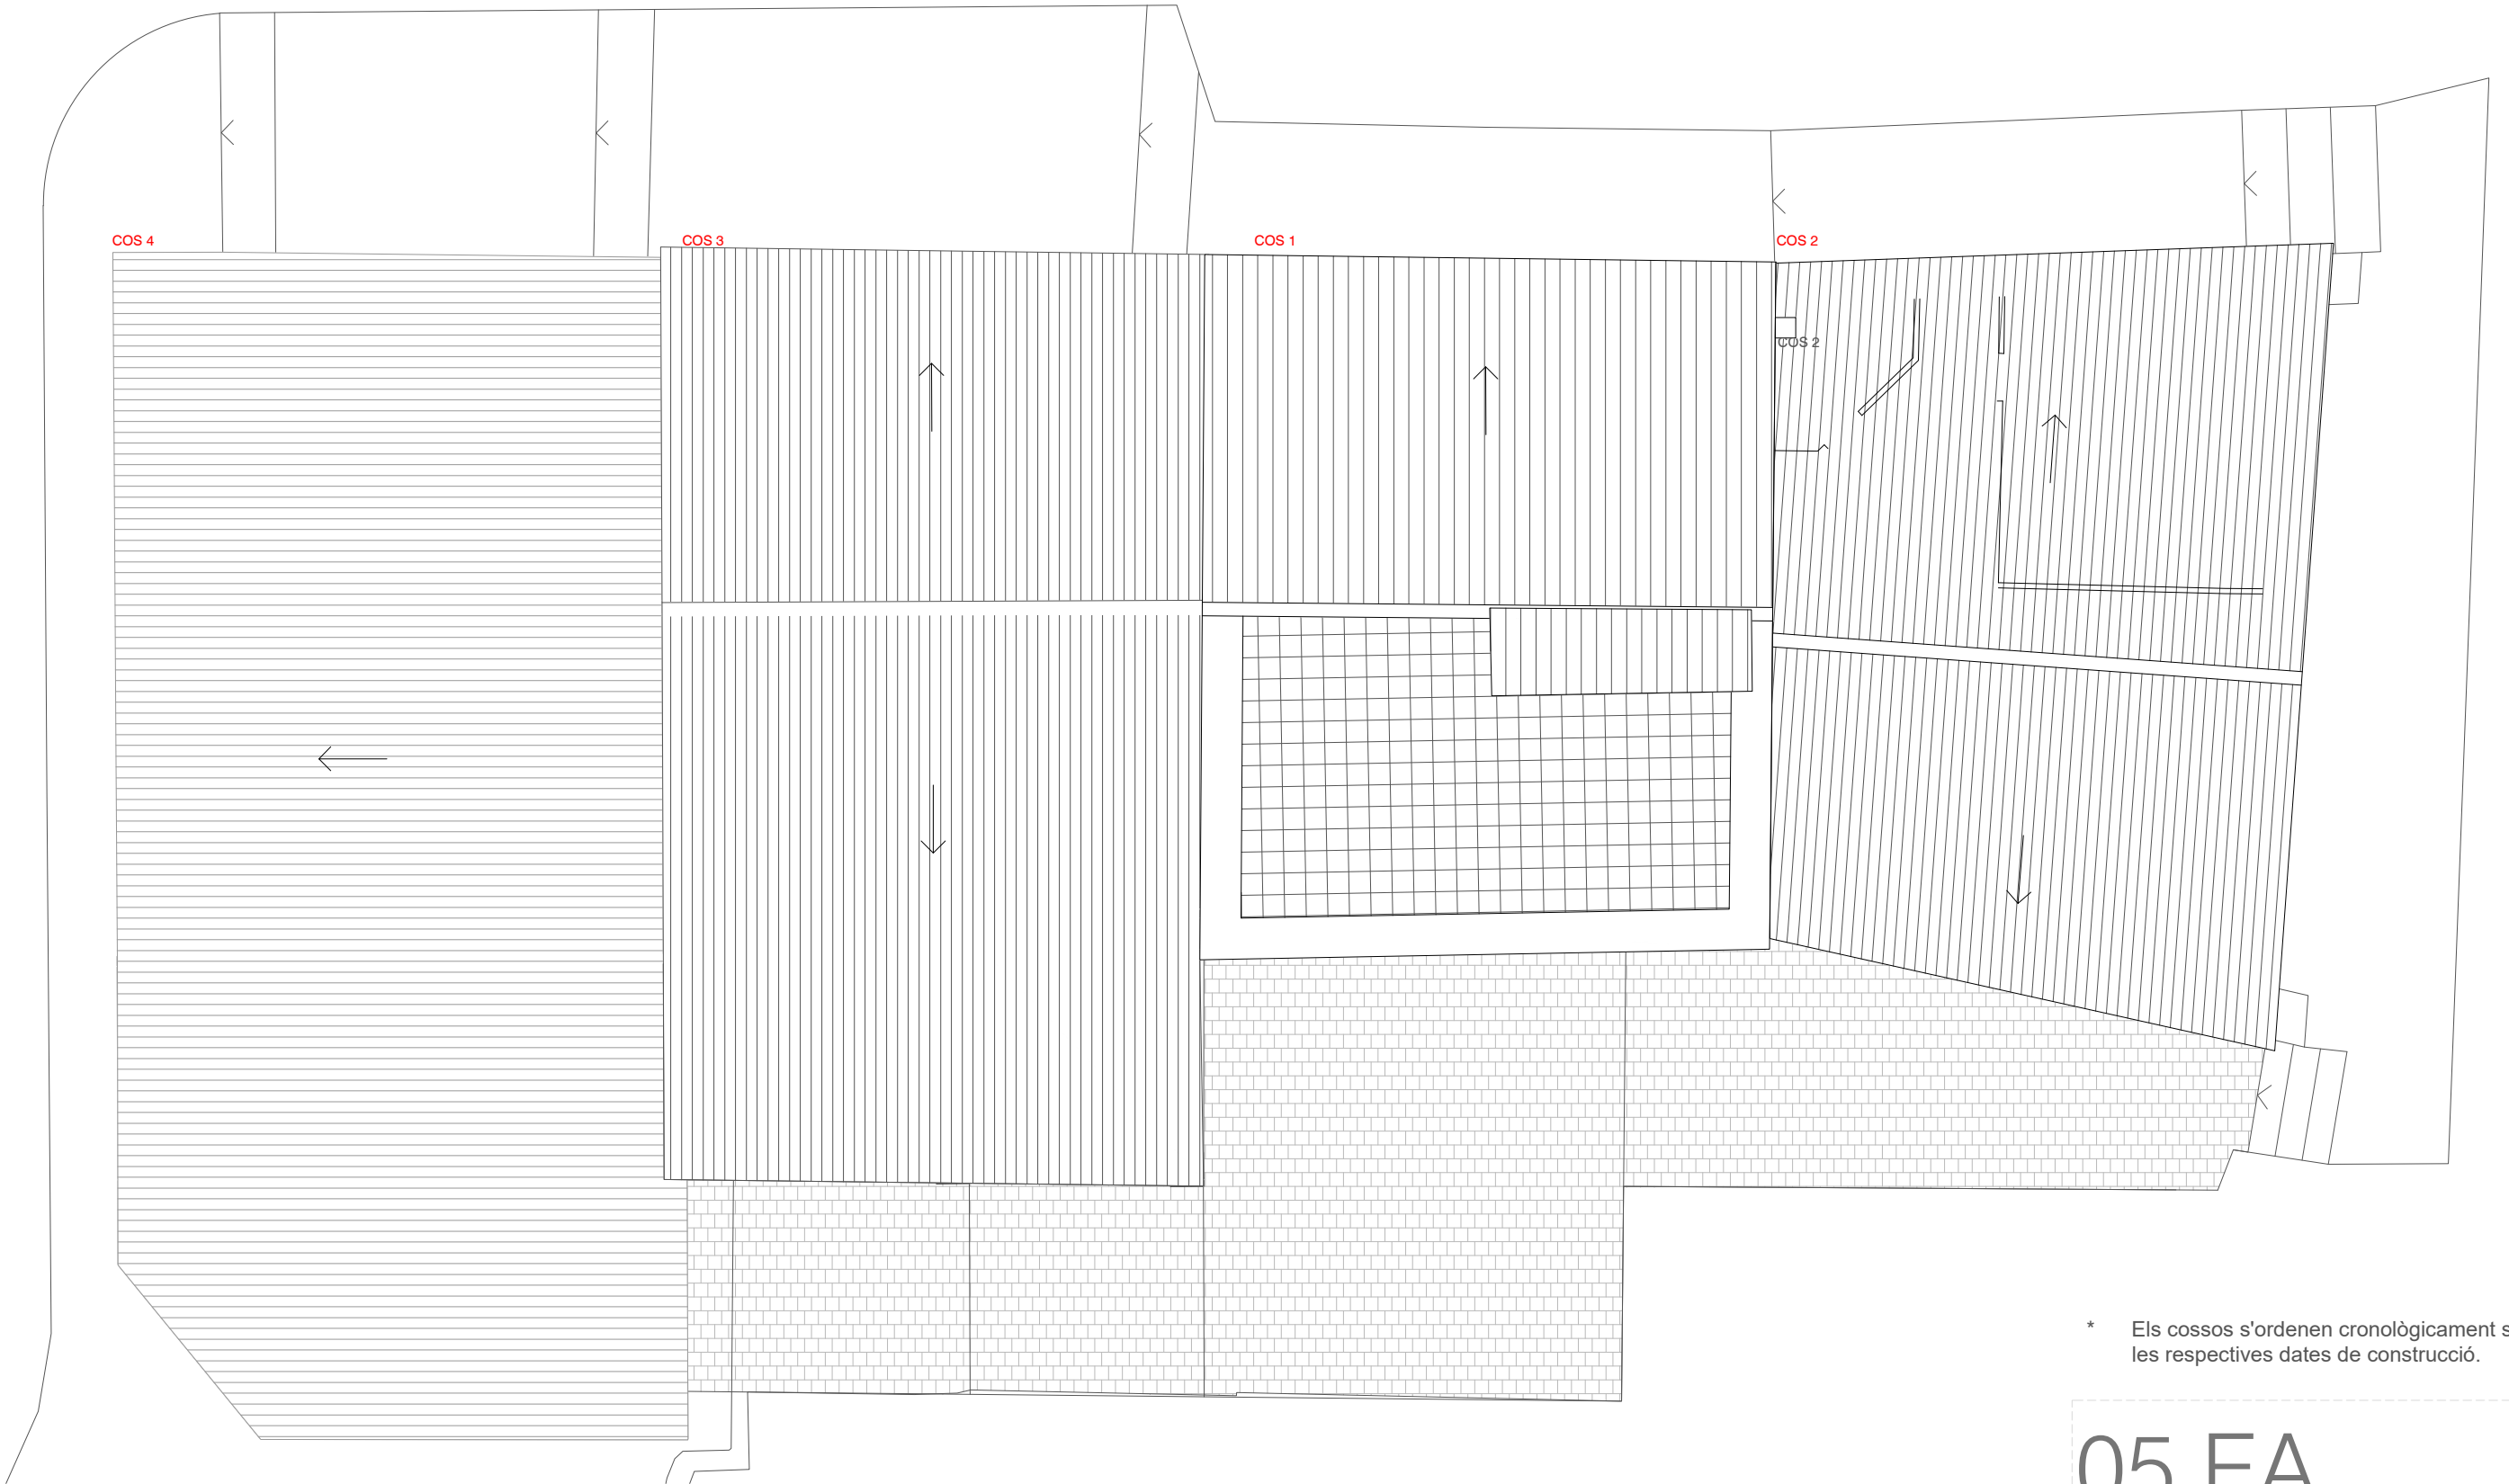 COS 4
COS 3
COS 1
COS 2
COS 2
* Els cossos s'ordenen cronològicament s
les respectives dates de construcció.
05 EA